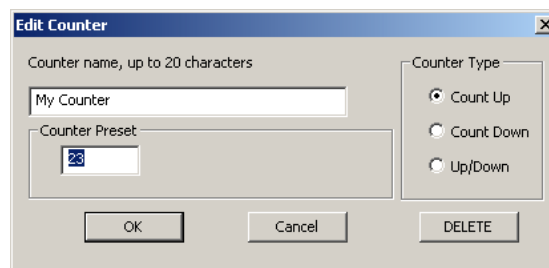 Edit Counter
Counter name, up to 20 characters
My Counter
Counter Preset
23
Counter Type
Count Up
Count Down
Up/Down
OK
Cancel
DELETE